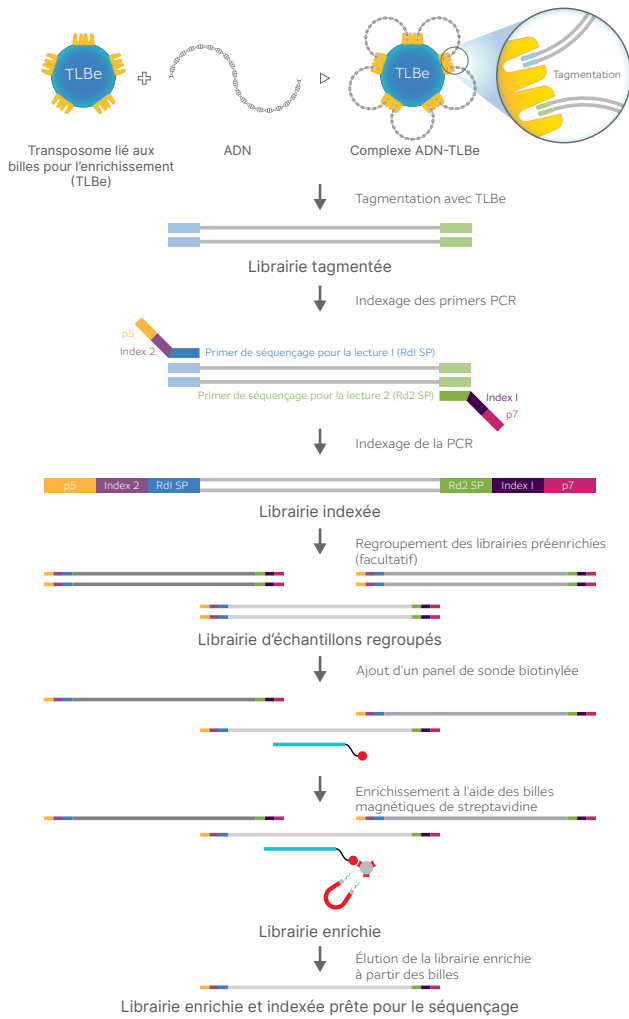 TLBe
TLBe
Tagmentation
Transposome lié aux
billes pour l'enrichissement
(TLBe)
ADN
Complexe ADN-TLBe
Tagmentation avec TLBe
Librairie tagmentée
Indexage des primers PCR
p5
Index 2
Primer de séquençage pour la lecture 1 (Rd1 SP)
Primer de séquençage pour la lecture 2 (Rd2 SP)
Index 1
p7
Indexage de la PCR
p5 Index 2 Rd1 SP Rd2 SP Index 1 p7
Librairie indexée
Regroupement des librairies préenrichies
(facultatif)
Librairie d'échantillons regroupés
Ajout d'un panel de sonde biotinylée
Enrichissement à l'aide des billes
magnétiques de streptavidine
Librairie enrichie
Élution de la librairie enrichie
à partir des billes
Librairie enrichie et indexée prête pour le séquençage